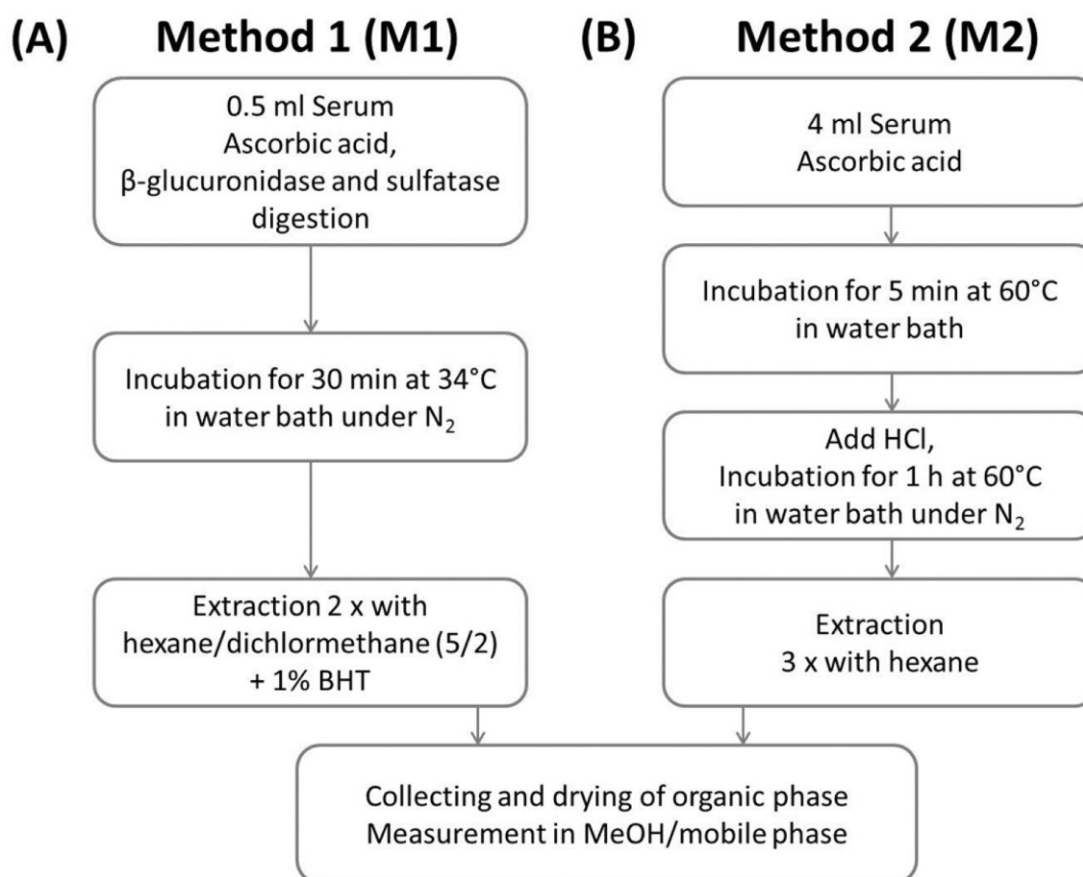 (A) Method 1 (M1)
0.5 ml Serum
Ascorbic acid,
β-glucuronidase and sulfatase
digestion
Incubation for 30 min at 34°C
in water bath under N₂
Extraction 2 x with
hexane/dichlormethane (5/2)
+ 1% BHT
(B) Method 2 (M2)
4 ml Serum
Ascorbic acid
Incubation for 5 min at 60°C
in water bath
Add HCl,
Incubation for 1 h at 60°C
in water bath under N₂
Extraction
3 x with hexane
Collecting and drying of organic phase
Measurement in MeOH/mobile phase